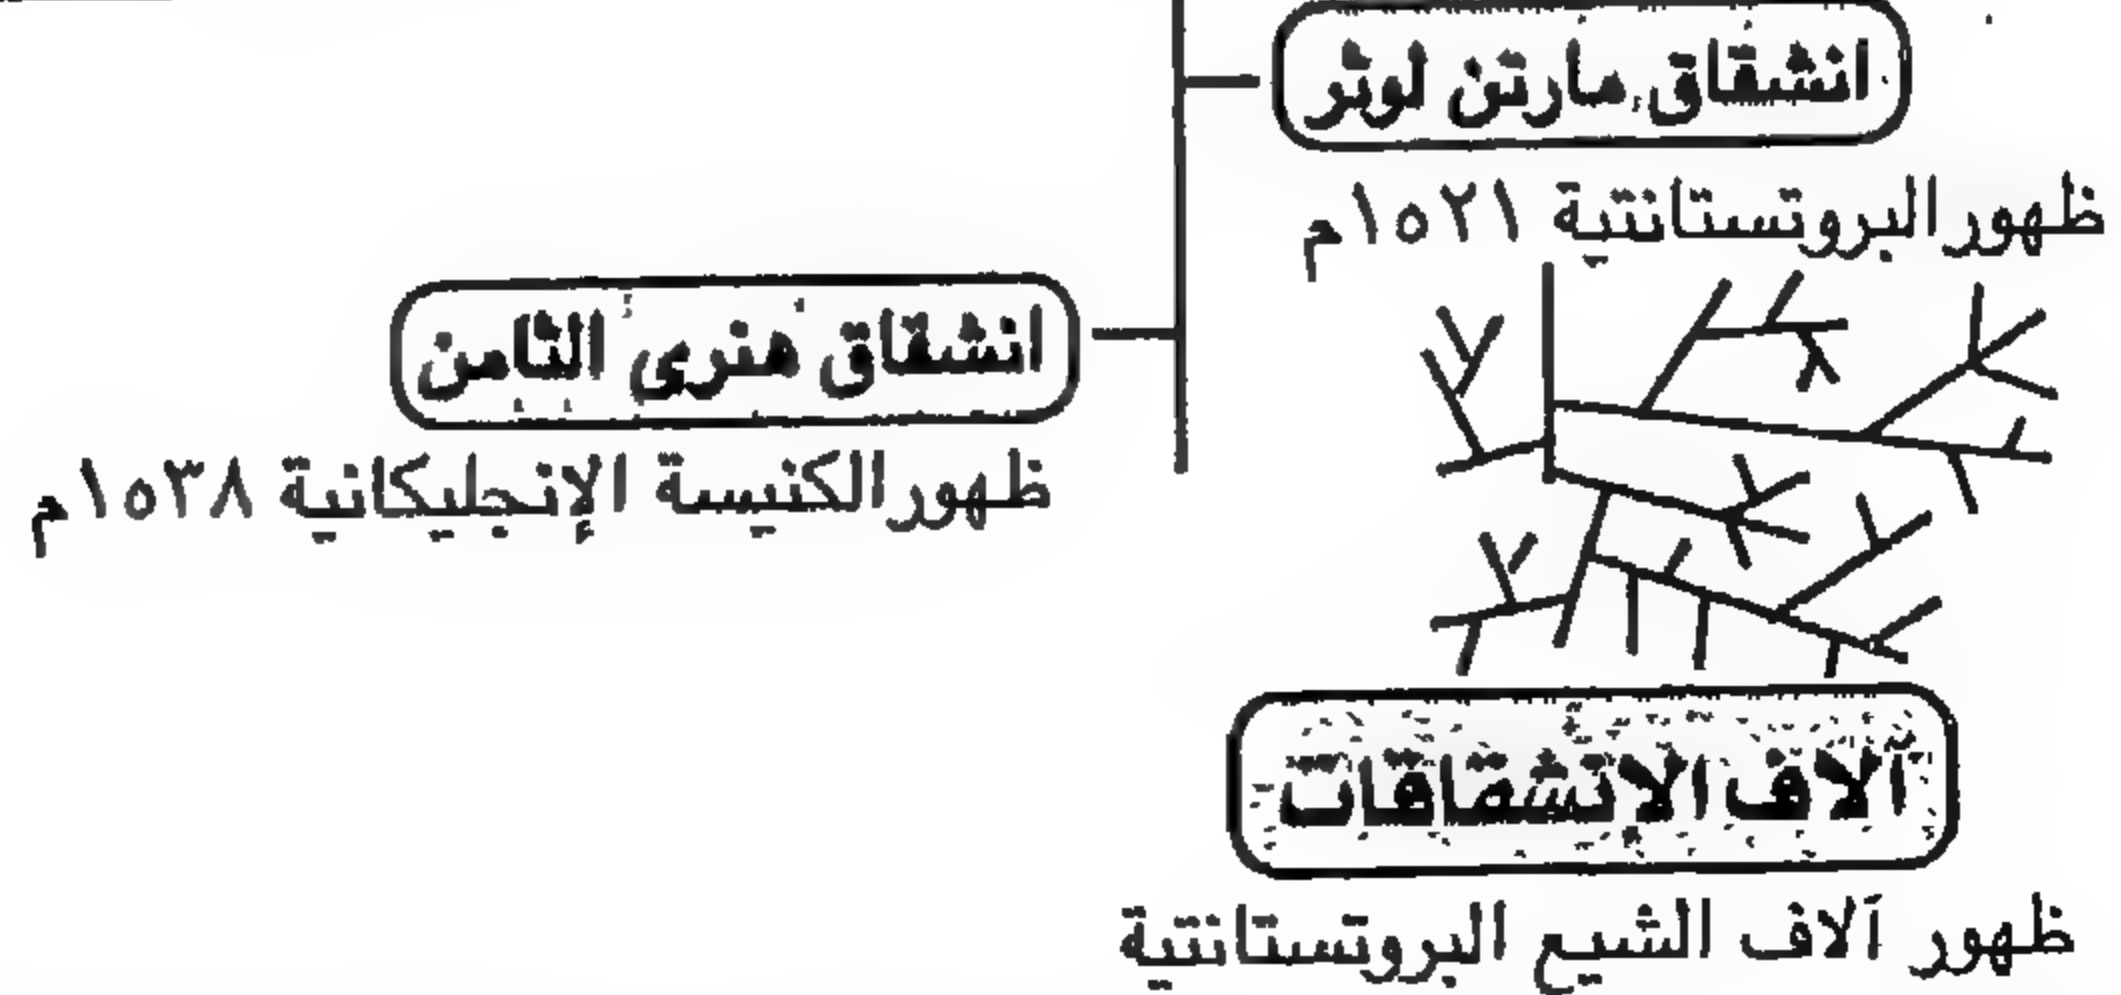 انشقاق مارتن لوثر
ظهور البروتستانتية ١٥٢١م
انشقاق هنرى الثامن
ظهور الكنيسة الإنجليكانية ١٥٣٨م
آلاف الانشقاقات
ظهور آلاف الشيع البروتستانتية